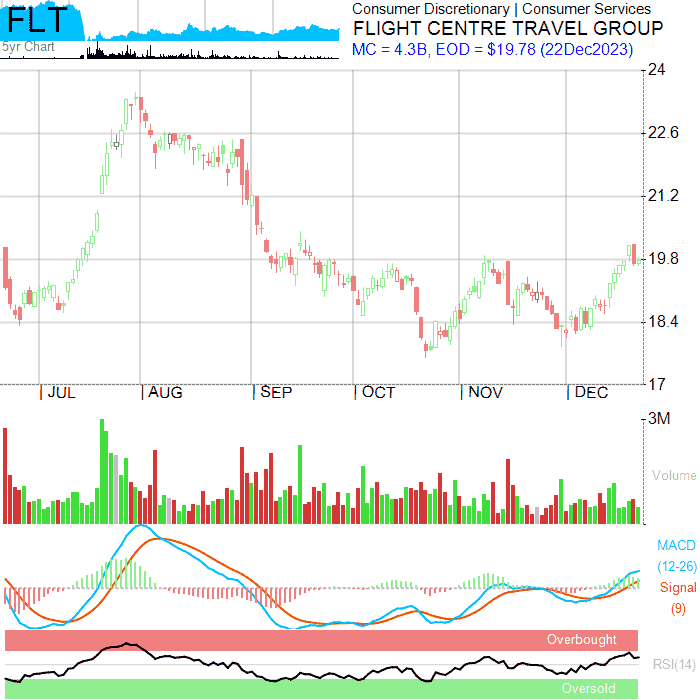 FLT
5yr Chart
Consumer Discretionary | Consumer Services
FLIGHT CENTRE TRAVEL GROUP
MC = 4.3B, EOD = $19.78 (22Dec2023)
24
22.6
21.2
19.8
18.4
17
| JUL | AUG | SEP | OCT | NOV | DEC
3M
Volume
MACD
(12-26)
Signal
(9)
Overbought
RSI(14)
Oversold